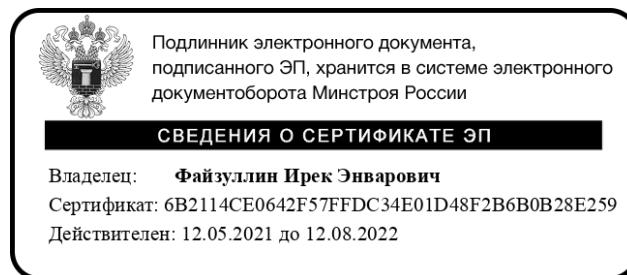 Подлинник электронного документа,
подписанного ЭП, хранится в системе электронного
документооборота Минстроя России
СВЕДЕНИЯ О СЕРТИФИКАТЕ ЭП
Владелец: Файзуллин Ирек Энварович
Сертификат: 6B2114CE0642F57FFDC34E01D48F2B6B0B28E259
Действителен: 12.05.2021 до 12.08.2022